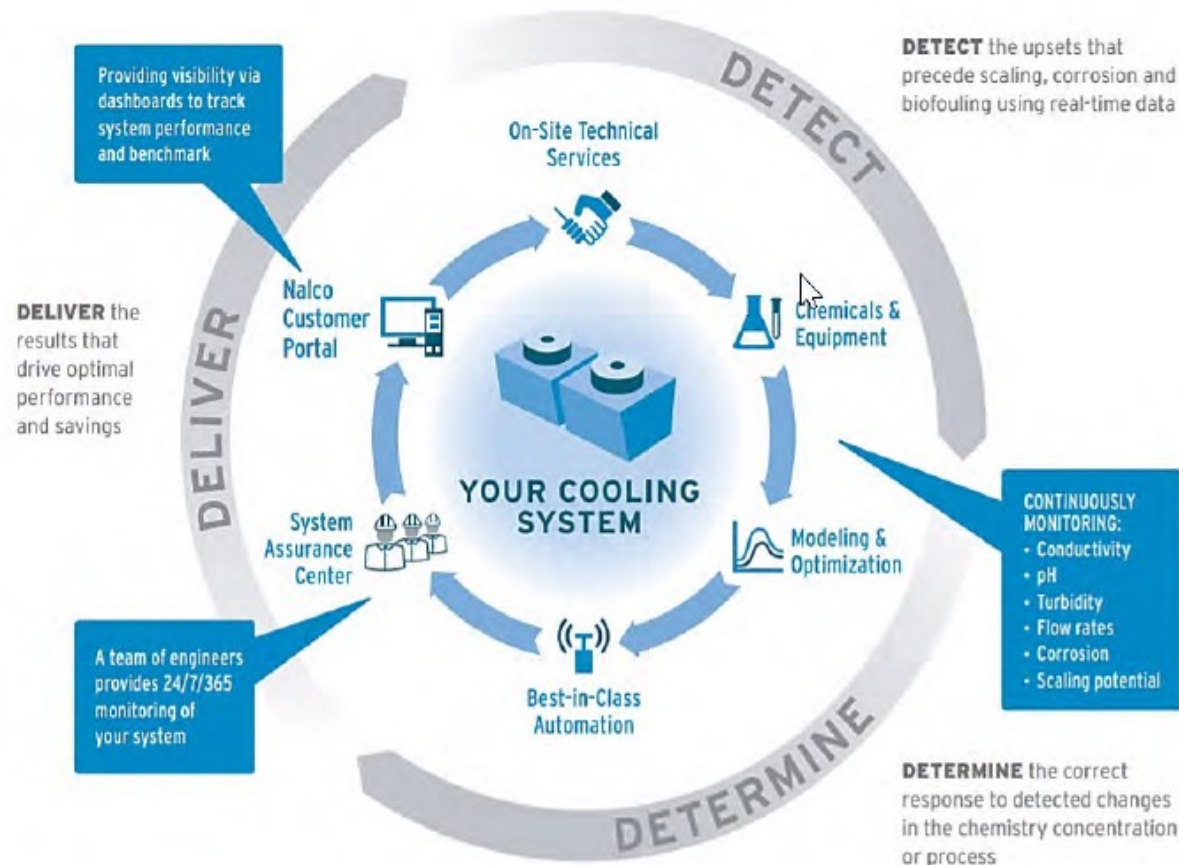 Providing visibility via
dashboards to track
system performance
and benchmark
DETECT
DETECT the upsets that
precede scaling, corrosion and
biofouling using real-time data
On-Site Technical
Services
Nalco
Customer
Portal
Chemicals &
Equipment
DELIVER the
results that
drive optimal
performance
and savings
DELIVER
YOUR COOLING
SYSTEM
System
Assurance
Center
Modeling &
Optimization
CONTINUOUSLY
MONITORING:
• Conductivity
• pH
• Turbidity
• Flow rates
• Corrosion
• Scaling potential
A team of engineers
provides 24/7/365
monitoring of
your system
Best-in-Class
Automation
DETERMINE
DETERMINE the correct
response to detected changes
in the chemistry concentration
or process